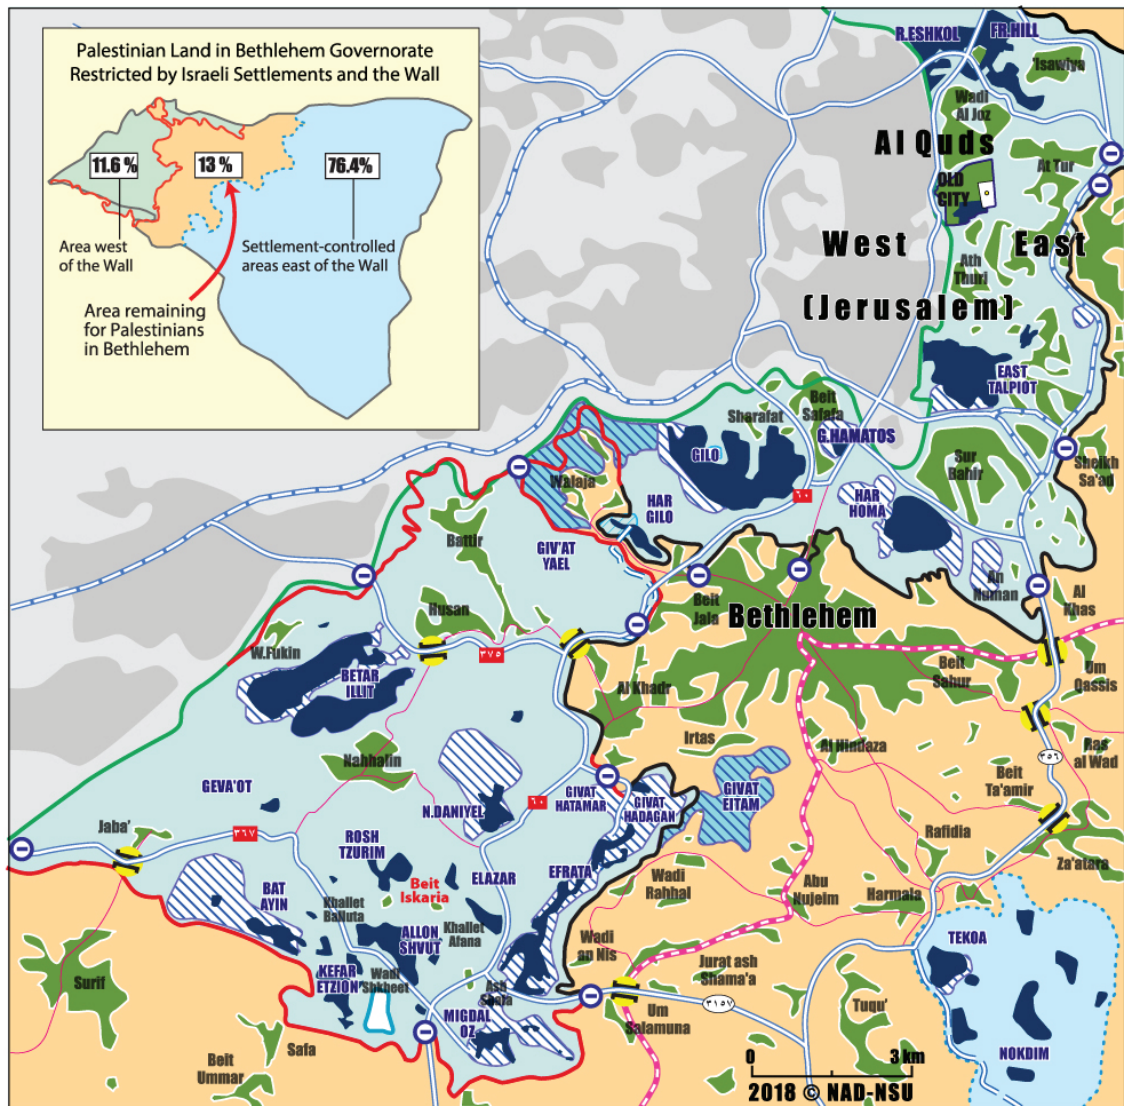 Palestinian Land in Bethlehem Governorate
Restricted by Israeli Settlements and the Wall
11.6 %
13 %
76.4%
Area west
of the Wall
Settlement-controlled
areas east of the Wall
Area remaining
for Palestinians
in Bethlehem
R.ESHKOL
FR.HILL
'Isawiya
Wadi
Al Joz
Al Quds
At Tur
OLD
CITY
West
East
Ath
Thuri
(Jerusalem)
EAST
TALPIOT
Beit
Safafa
Sharafat
G.HAMATOS
GILO
Sur
Bahir
Sheikh
Sa'ad
Walaja
HAR
GILO
٦٠
HAR
HOMA
Battir
GIV'AT
YAEL
An
Numan
Al
Khas
Rusan
Beit
Jala
Bethlehem
W.Fukin
٣٧٥
BETAR
ILLIT
Al Khadr
Beit
Sahur
Um
Qassis
Irtas
Al Hindaza
Ras
al Wad
Nahhalin
٣٥٦
GEVA'OT
GIVAT
HATAMAR
GIVAT
EITAM
Beit
Ta'amir
N.DANIYEL
٦٠
GIVAT
HADAGAN
Jaba'
٣٦٧
Rafidia
ROSH
TZURIM
Za'atara
ELAZAR
EFRATA
Beit
Iskaria
Wadi
Rahhal
Abu
Nujeim
Harmala
BAT
AYIN
Khallet
Balluta
Khallet
Afana
ALLON
SHVUT
Wadi
an Nis
TEKOA
KEFAR
ETZION
Wadi
Shkheet
Jurat ash
Shama'a
Surif
Ash
MIGDAL
OZ
Um
Salamuna
٣١٥٧
Tuqu'
Safa
Beit
Ummar
NOKDIM
0
3 km
2018 © NAD-NSU